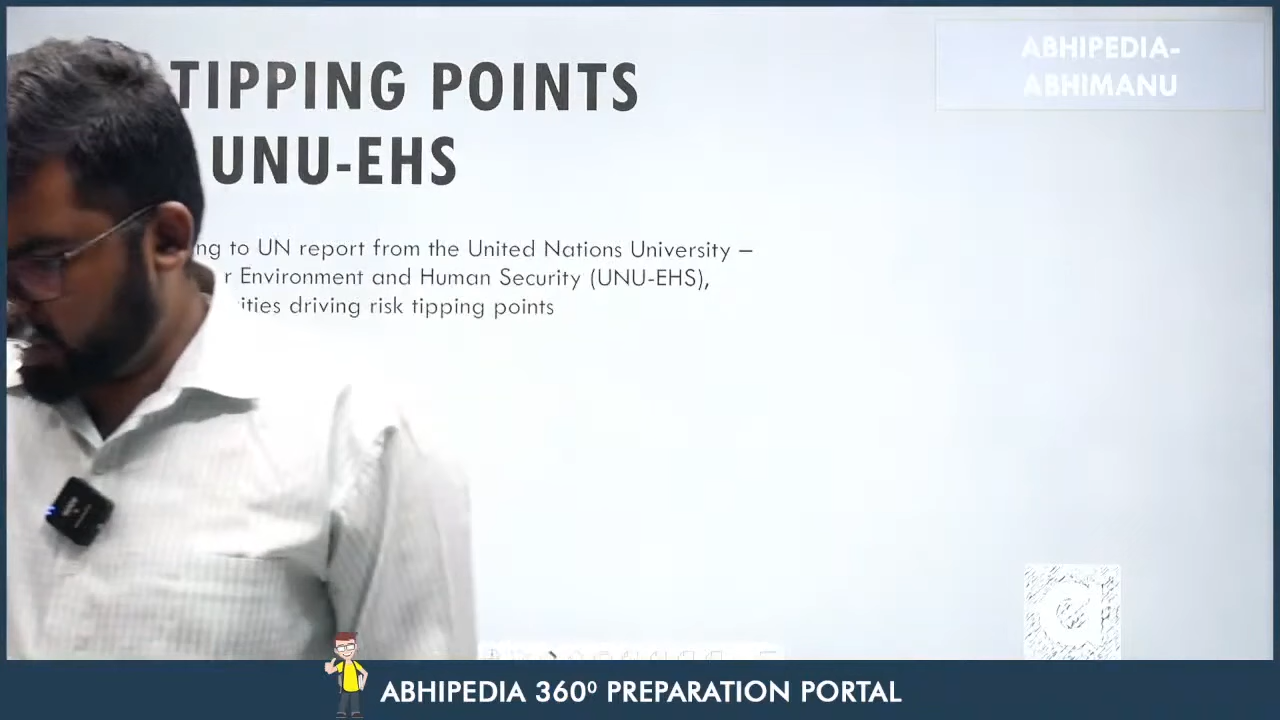 TIPPING POINTS
UNU-EHS
ng to UN report from the United Nations University –
r Environment and Human Security (UNU-EHS),
ities driving risk tipping points
ABHIPEDIA-
ABHIMANU
ABHIPEDIA 360⁰ PREPARATION PORTAL